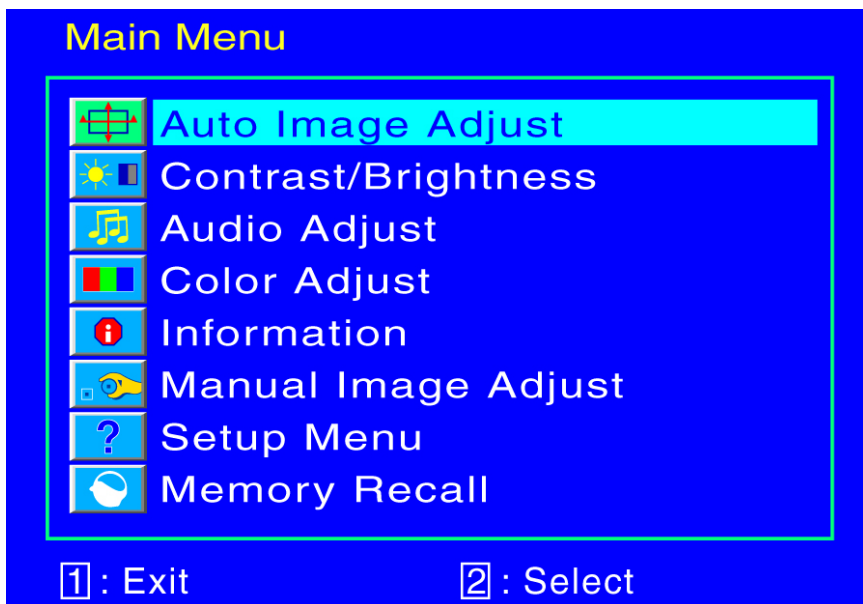 Main Menu
Auto Image Adjust
Contrast/Brightness
Audio Adjust
Color Adjust
Information
Manual Image Adjust
? Setup Menu
Memory Recall
1 : Exit 2 : Select